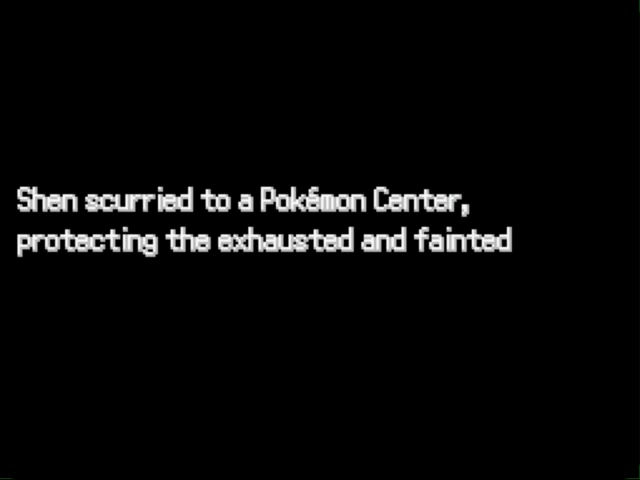 Shen scurried to a Pokémon Center,
protecting the exhausted and fainted